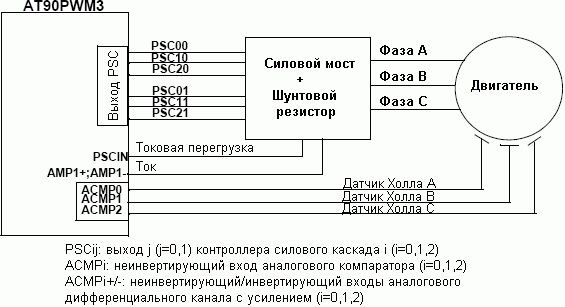 AT90PWM3
Выход PSC
PSC00
PSC10
PSC20
PSC01
PSC11
PSC21
Силовой мост
+
Шунтовой
резистор
Фаза A
Фаза B
Фаза C
Двигатель
PSCIN
Токовая перегрузка
AMP1+;AMP1-
Ток
ACMP0
ACMP1
ACMP2
Датчик Холла A
Датчик Холла B
Датчик Холла C
PSCij: выход j (j=0,1) контроллера силового каскада i (i=0,1,2)
ACMPi: неинвертирующий вход аналогового компаратора (i=0,1,2)
ACMPi+/-: неинвертирующий/инвертирующий входы аналогового
дифференциального канала с усилением (i=0,1,2)